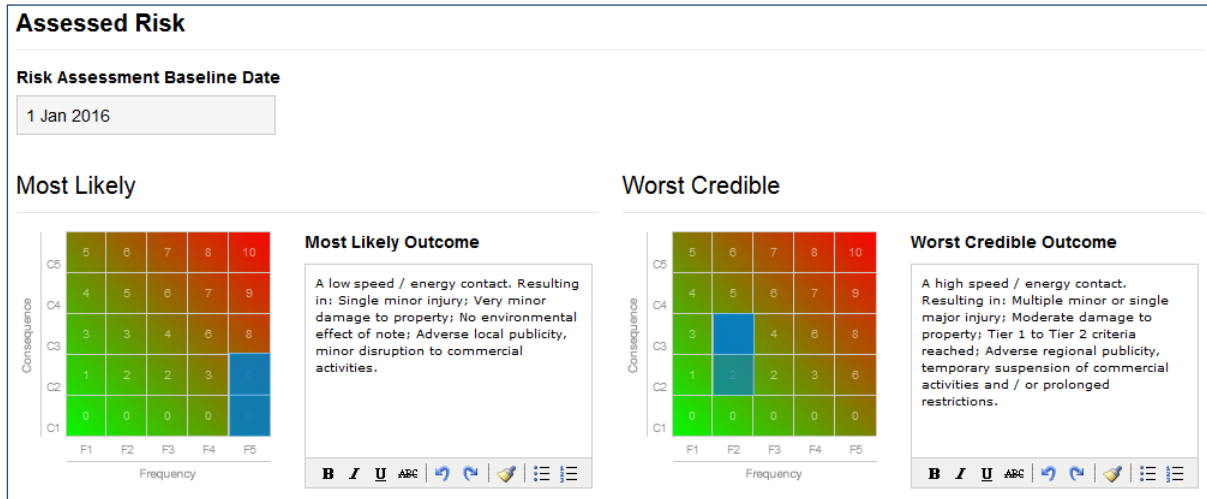 Assessed Risk
Risk Assessment Baseline Date
1 Jan 2016
Most Likely
Consequence
C5 5 6 7 8 10
C4 4 5 6 7 9
C3 3 3 4 6 8
C2 1 2 2 3
C1 0 0 0 0
F1 F2 F3 F4 F5
Frequency
Most Likely Outcome
A low speed / energy contact. Resulting
in: Single minor injury; Very minor
damage to property; No environmental
effect of note; Adverse local publicity,
minor disruption to commercial
activities.
B I U ABC
Worst Credible
Consequence
C5 5 6 7 8 10
C4 4 5 6 7 9
C3 3 4 6 8
C2 1 2 2 3 6
C1 0 0 0 0 0
F1 F2 F3 F4 F5
Frequency
Worst Credible Outcome
A high speed / energy contact.
Resulting in: Multiple minor or single
major injury; Moderate damage to
property; Tier 1 to Tier 2 criteria
reached; Adverse regional publicity,
temporary suspension of commercial
activities and / or prolonged
restrictions.
B I U ABC